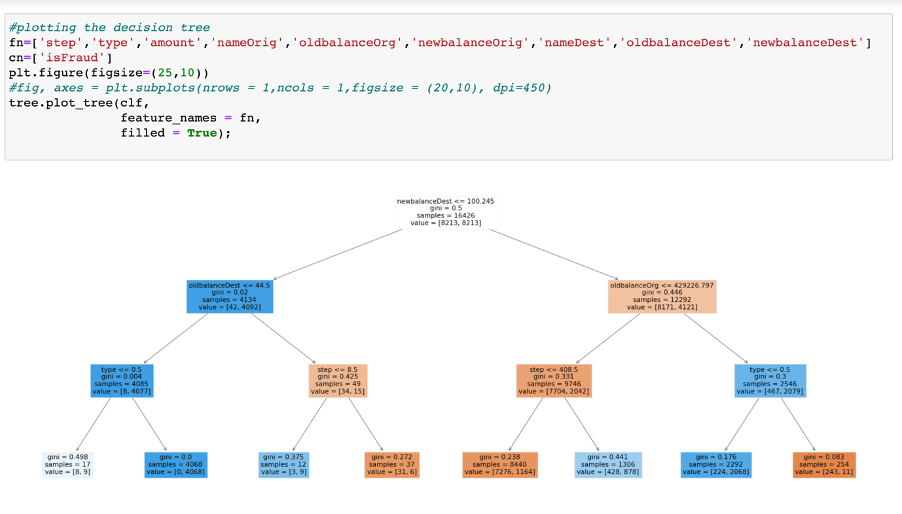 #plotting the decision tree
fn=['step','type','amount','nameOrig','oldbalanceOrg','newbalanceOrig','nameDest','oldbalanceDest','newbalanceDest']
cn=['isFraud']
plt.figure(figsize=(25,10))
#fig, axes = plt.subplots(nrows = 1,ncols = 1,figsize = (20,10), dpi=450)
tree.plot_tree(clf,
feature_names = fn,
filled = True);
newbalanceDest <= 100.245
gini = 0.5
samples = 16426
value = [8213, 8213]
oldbalanceDest <= 44.5
gini = 0.02
samples = 4134
value = [42, 4092]
oldbalanceOrg <= 429226.797
gini = 0.446
samples = 12292
value = [8171, 4121]
type <= 0.5
gini = 0.004
samples = 4085
value = [8, 4077]
step <= 8.5
gini = 0.425
samples = 49
value = [34, 15]
step <= 408.5
gini = 0.331
samples = 9746
value = [7704, 2042]
type <= 0.5
gini = 0.3
samples = 2546
value = [467, 2079]
gini = 0.498
samples = 17
value = [8, 9]
gini = 0.0
samples = 4068
value = [0, 4068]
gini = 0.375
samples = 12
value = [3, 9]
gini = 0.272
samples = 37
value = [31, 6]
gini = 0.238
samples = 8440
value = [7276, 1164]
gini = 0.441
samples = 1306
value = [428, 878]
gini = 0.176
samples = 2292
value = [224, 2068]
gini = 0.083
samples = 254
value = [243, 11]